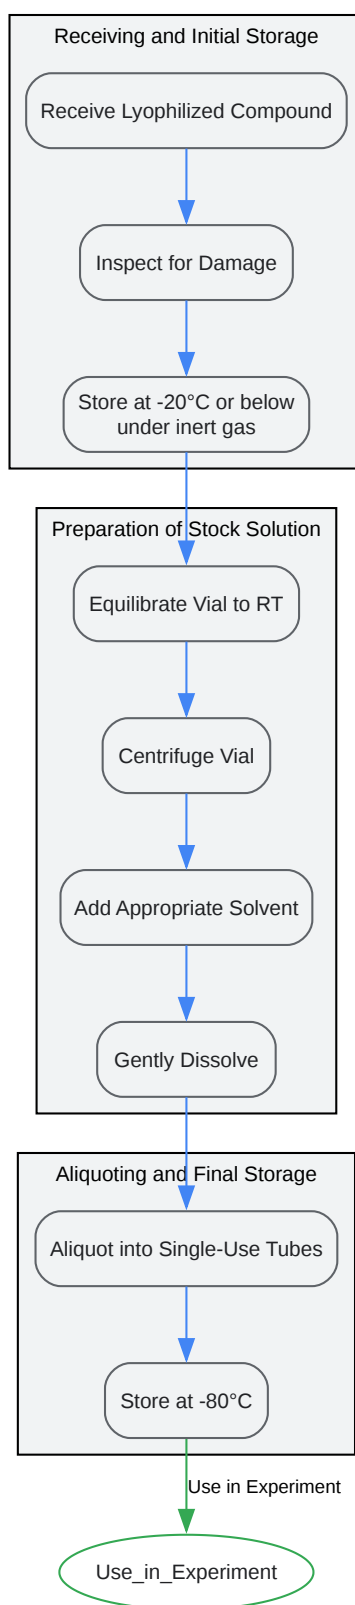 Receiving and Initial Storage
Receive Lyophilized Compound
Inspect for Damage
Store at -20°C or below
under inert gas
Preparation of Stock Solution
Equilibrate Vial to RT
Centrifuge Vial
Add Appropriate Solvent
Gently Dissolve
Aliquoting and Final Storage
Aliquot into Single-Use Tubes
Store at -80°C
Use in Experiment
Use_in_Experiment